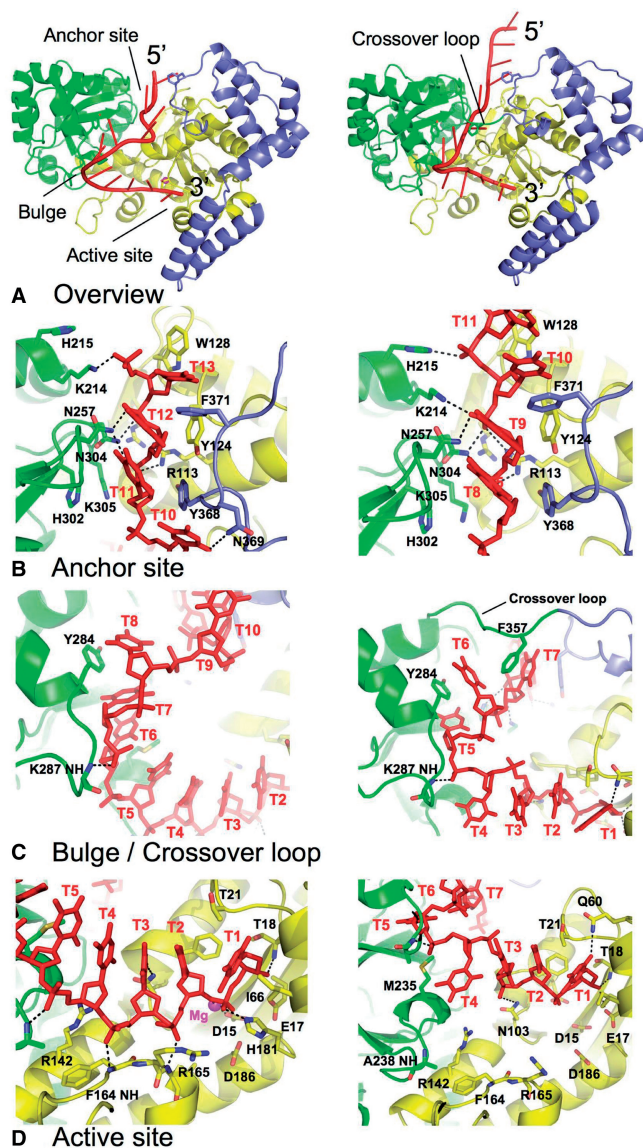 Anchor site
5'
Bulge
3'
Active site
Crossover loop
5'
3'
A Overview
H215
K214
W128
T13
N257
T12
F371
N304
Y124
R113
T11
H302
K305
Y368
T10
N369
T11
W128
H215
T10
K214
F371
N257
T9
Y124
N304
R113
K305
T8
H302
Y368
B Anchor site
T8
T10
Y284
T9
T7
T6
K287 NH
T5
T4
T3
T2
Crossover loop
F357
T6
T7
Y284
T5
K287 NH
T4
T3
T2
T1
C Bulge / Crossover loop
T5
T4
T21
T3
T2
T18
T1
I66
Mg
D15
E17
H181
R142
D186
R165
F164 NH
T6
T7
Q60
T5
T21
T3
T18
M235
T4
T2
T1
N103
D15
E17
A238 NH
R142
D186
F164
R165
D Active site